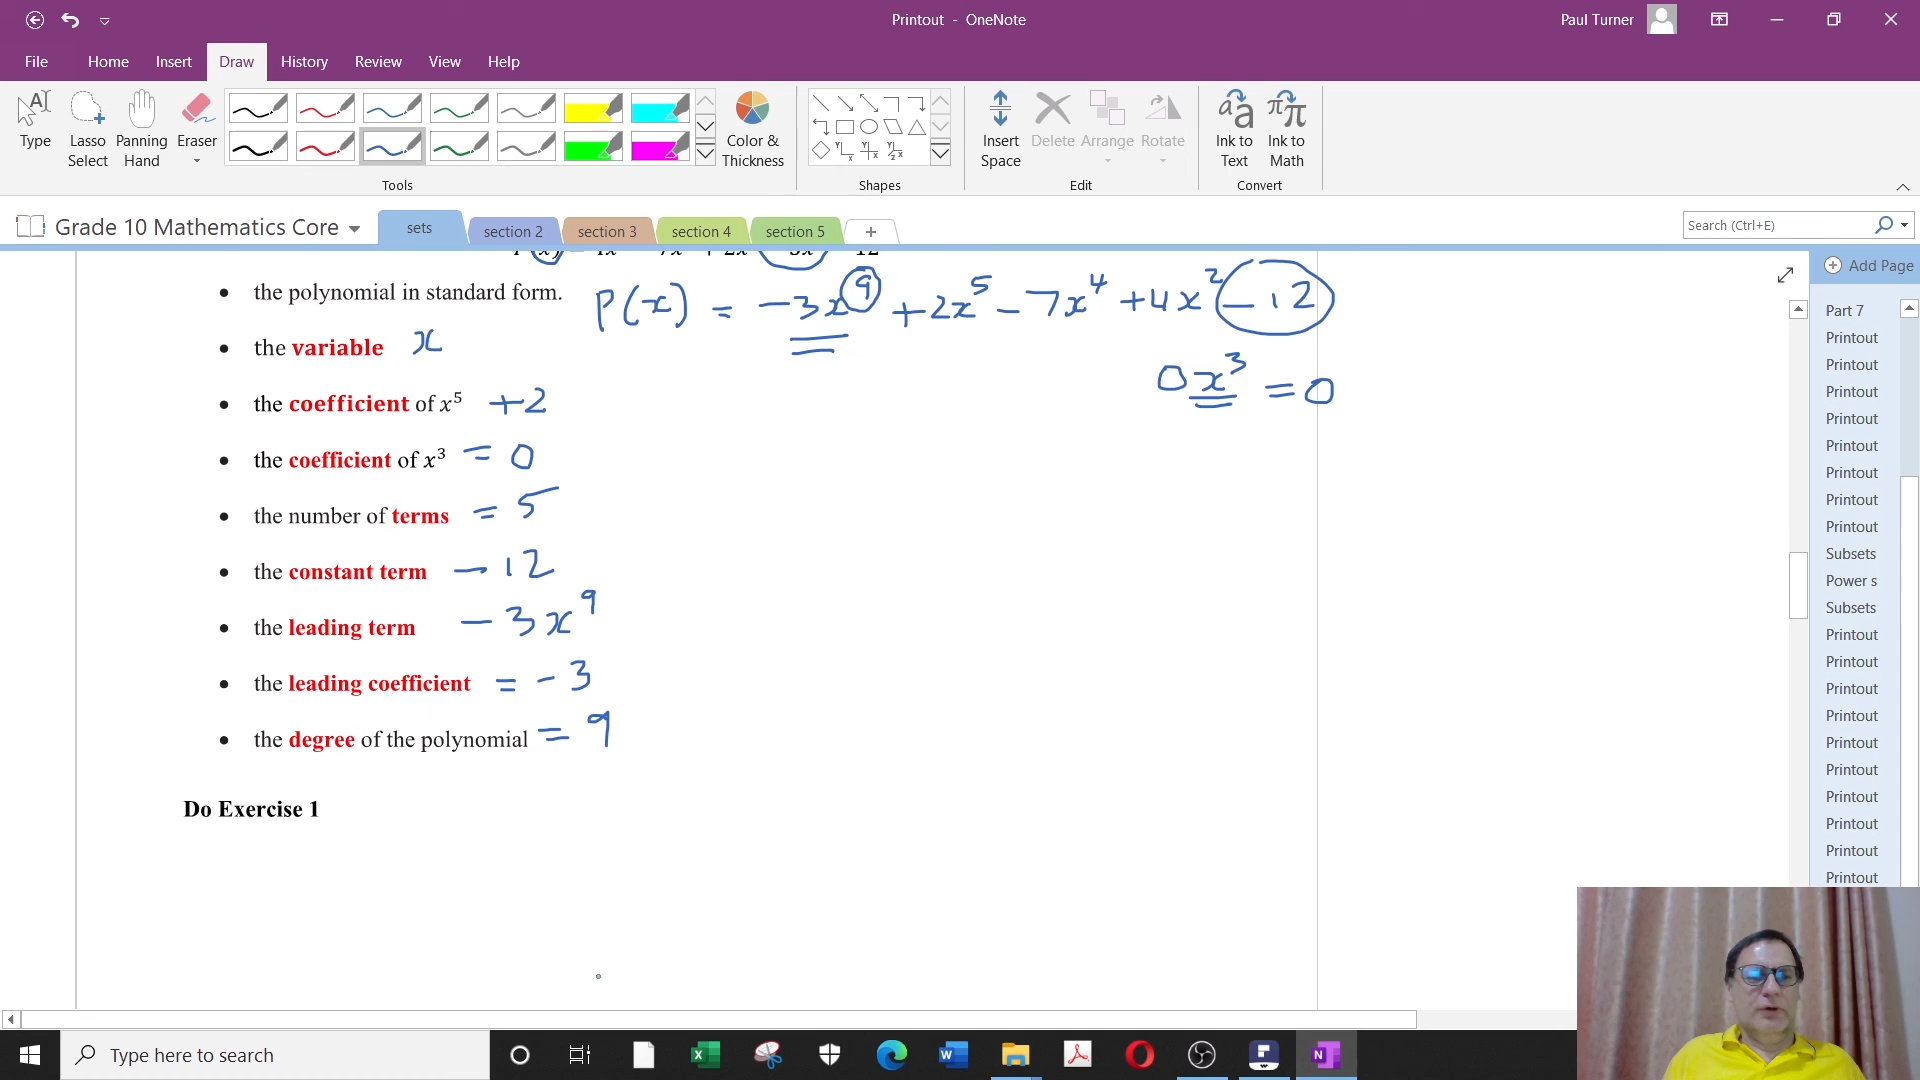 Printout - OneNote
Paul Turner
File Home Insert Draw History Review View Help
Type
Lasso Select
Panning Hand
Eraser
Color & Thickness
Insert Space
Delete
Arrange
Rotate
Ink to Text
Ink to Math
Tools
Shapes
Edit
Convert
Grade 10 Mathematics Core
sets
section 2
section 3
section 4
section 5
+
Search (Ctrl+E)
Add Page
• the polynomial in standard form. P(x) = -3x⁹ + 2x⁵ - 7x⁴ + 4x² - 12
• the variable x
0x³ = 0
• the coefficient of x⁵ +2
• the coefficient of x³ = 0
• the number of terms = 5
• the constant term - 12
• the leading term - 3x⁹
• the leading coefficient = - 3
• the degree of the polynomial = 9
Do Exercise 1
Part 7
Printout
Printout
Printout
Printout
Printout
Printout
Printout
Printout
Subsets
Power s
Subsets
Printout
Printout
Printout
Printout
Printout
Printout
Printout
Printout
Printout
Printout
Type here to search